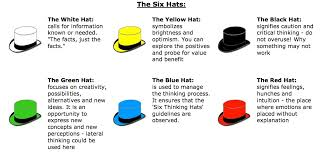 The Six Hats:
The White Hat:
calls for information
known or needed.
"The facts, just the
facts."
The Yellow Hat:
symbolizes
brightness and
optimism. You can
explore the positives
and probe for value
and benefit
The Black Hat:
signifies caution and
critical thinking - do
not overuse! Why
something may not
work
The Green Hat:
focuses on creativity,
possibilities,
alternatives and new
ideas. It is an
opportunity to
express new
concepts and new
perceptions - lateral
thinking could be
used here
The Blue Hat:
is used to manage
the thinking process.
It ensures that the
'Six Thinking Hats'
guidelines are
observed.
The Red Hat:
signifies feelings,
hunches and
intuition - the place
where emotions are
placed without
explanation